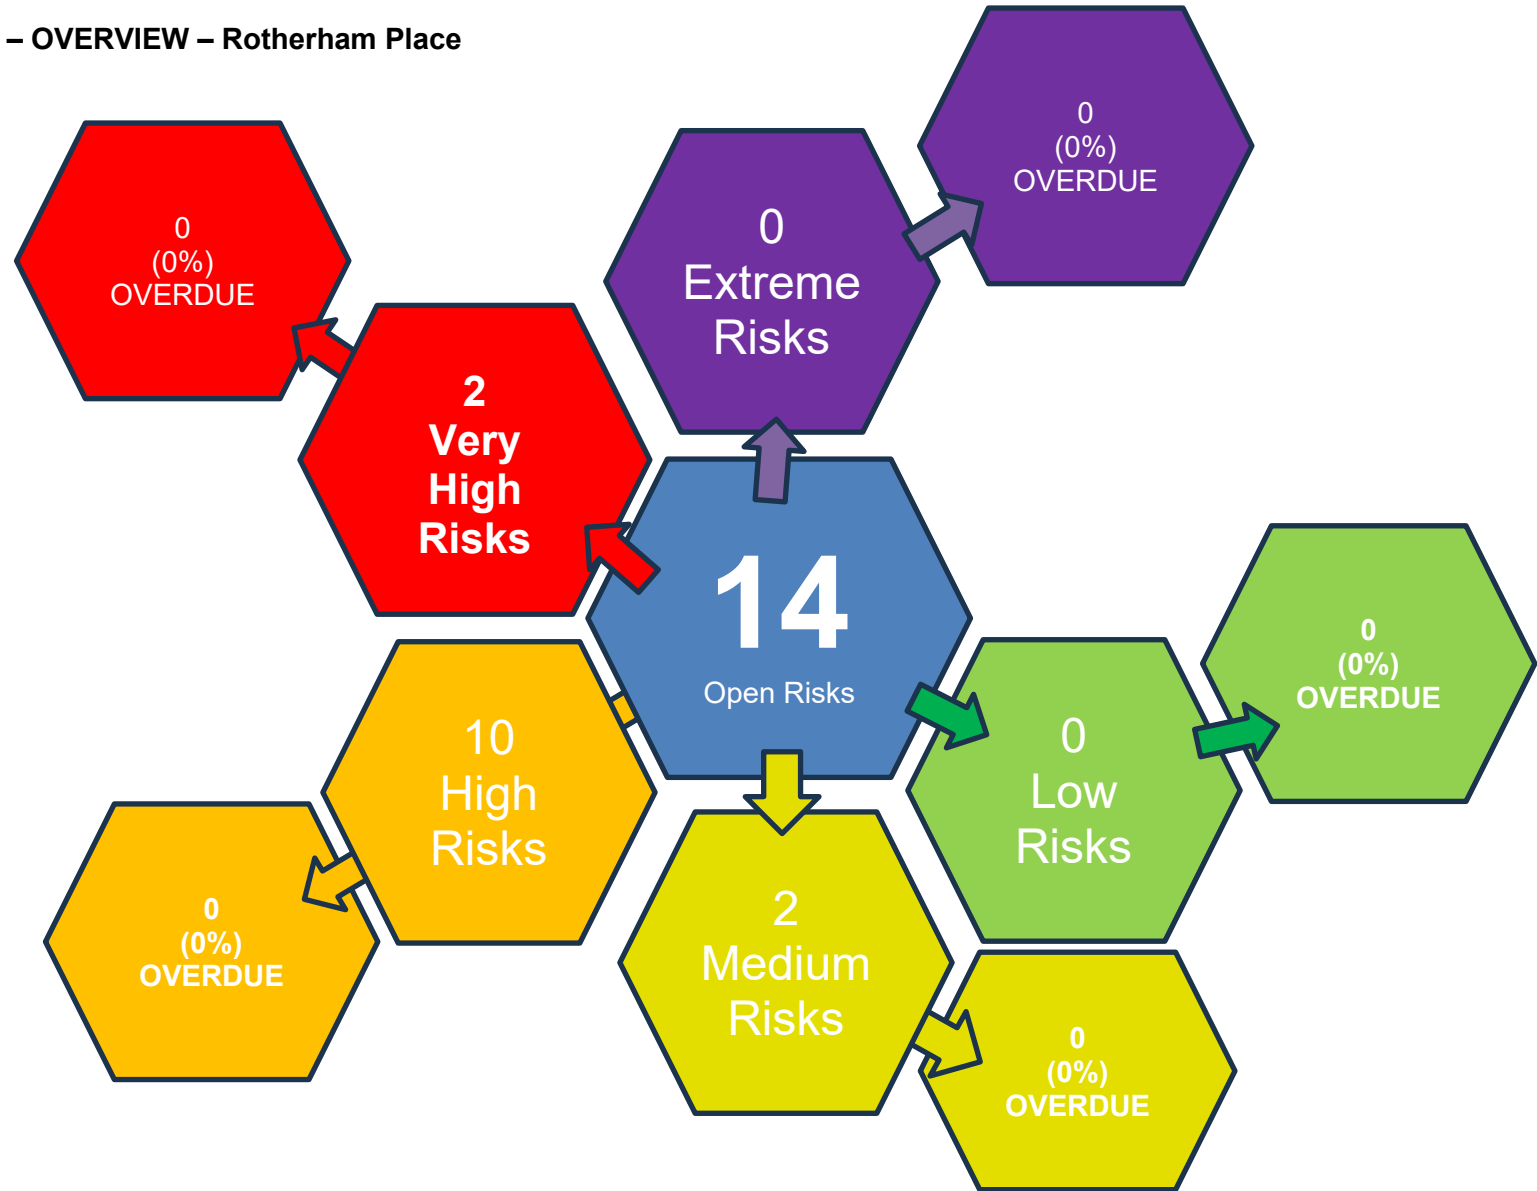 – OVERVIEW – Rotherham Place
0
(0%)
OVERDUE
0
Extreme
Risks
0
(0%)
OVERDUE
2
Very
High
Risks
14
Open Risks
0
(0%)
OVERDUE
10
High
Risks
0
Low
Risks
0
(0%)
OVERDUE
2
Medium
Risks
0
(0%)
OVERDUE